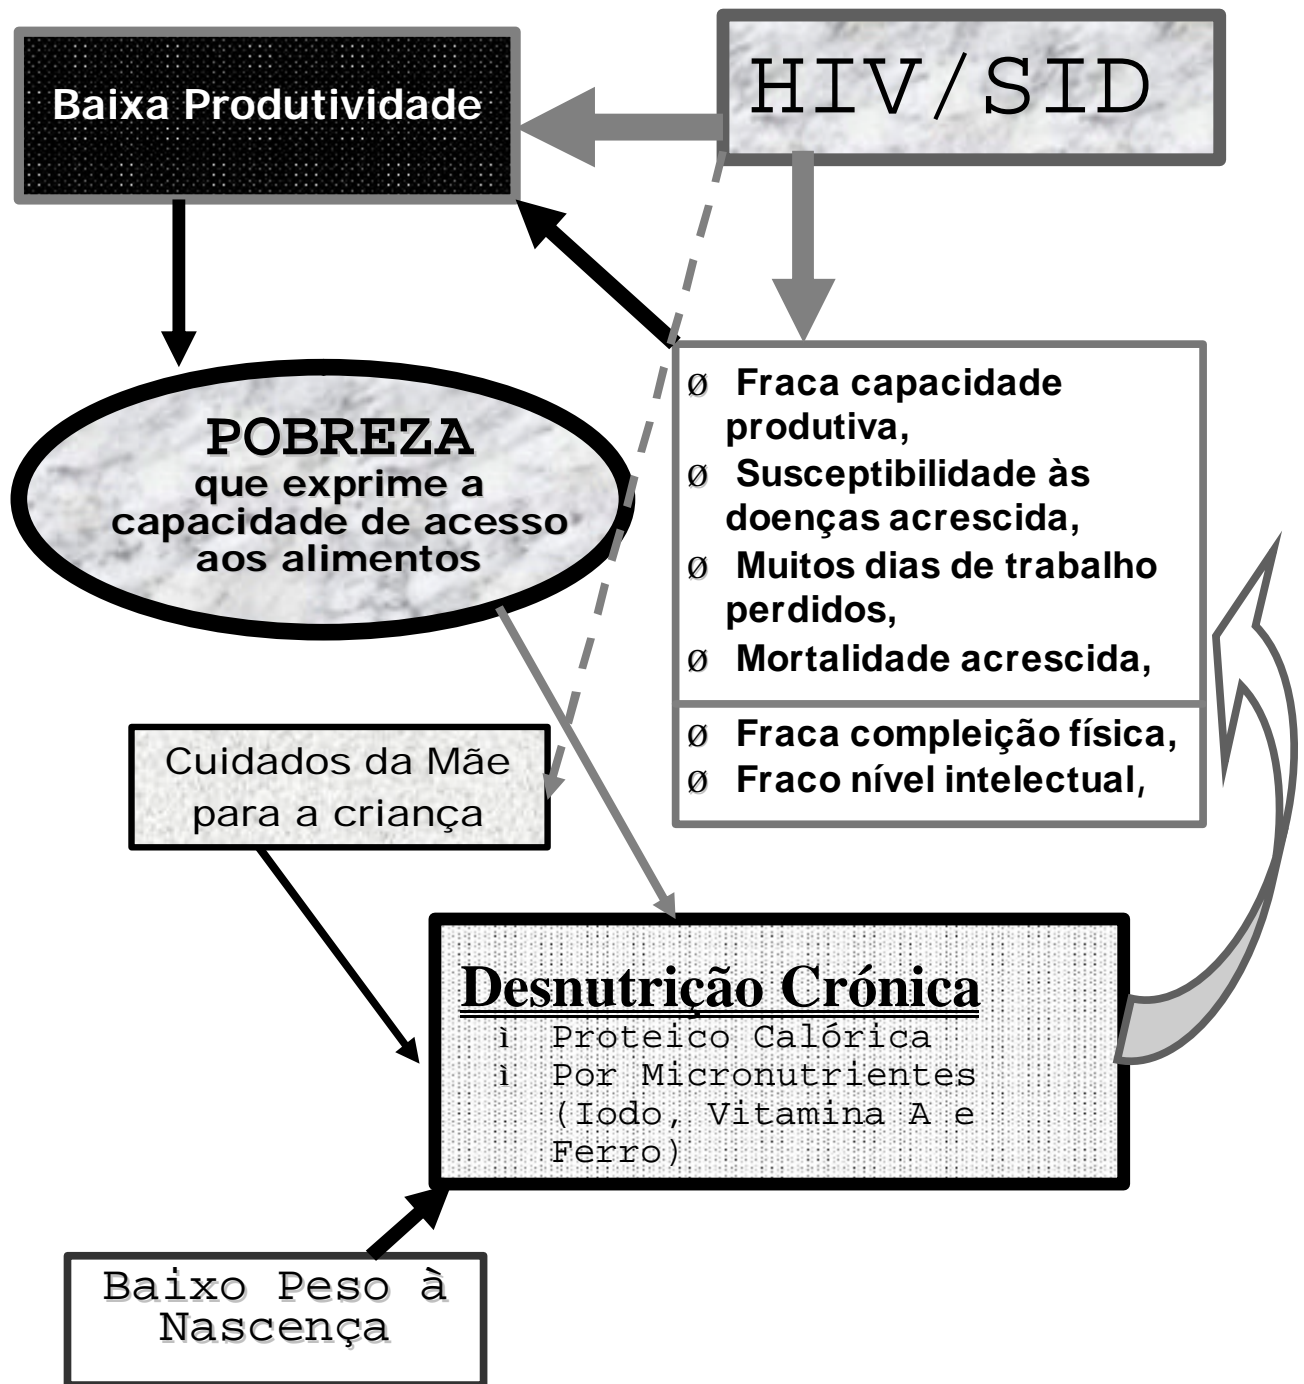 HIV/SID
Baixa Produtividade
Ø Fraca capacidade
produtiva,
Ø Susceptibilidade às
doenças acrescida,
Ø Muitos dias de trabalho
perdidos,
Ø Mortalidade acrescida,
Ø Fraca compleição física,
Ø Fraco nível intelectual,
POBREZA
que exprime a
capacidade de acesso
aos alimentos
Cuidados da Mãe
para a criança
Desnutrição Crónica
ì Proteico Calórica
ì Por Micronutrientes
(Iodo, Vitamina A e
Ferro)
Baixo Peso à
Nascença